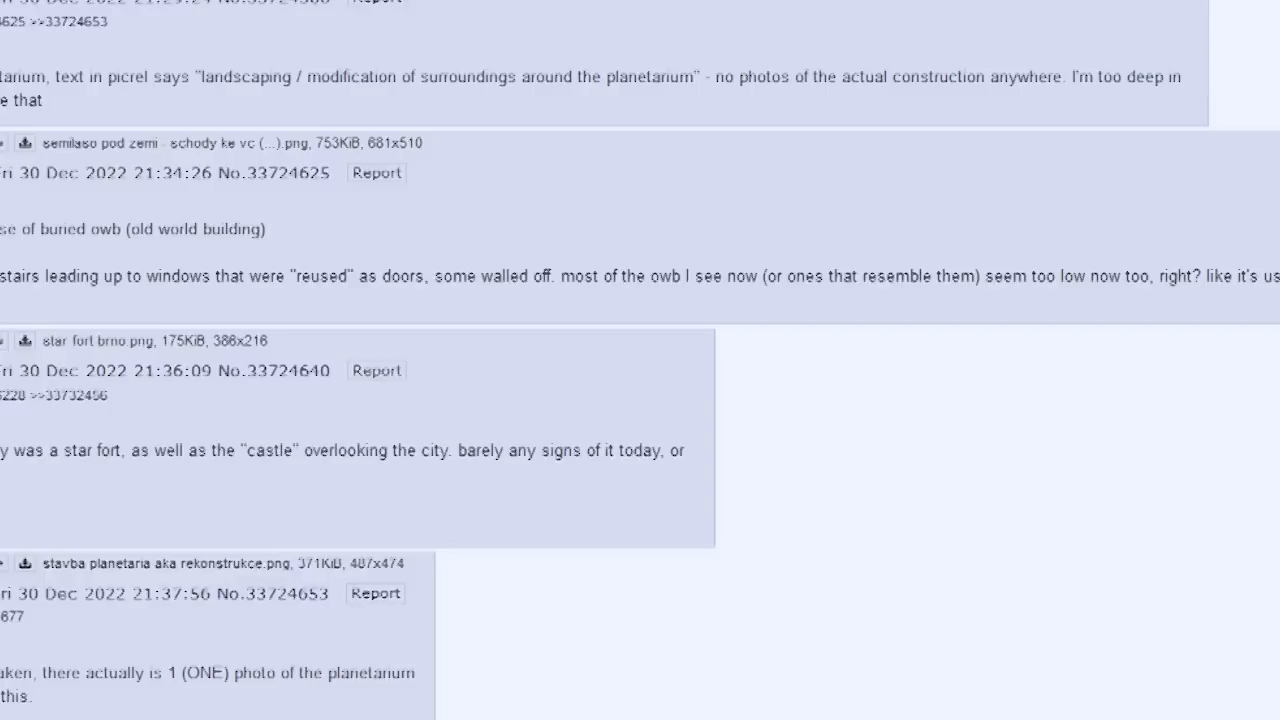 625 >>33724653
tarium, text in picrel says "landscaping / modification of surroundings around the planetarium" - no photos of the actual construction anywhere. I'm too deep in
e that
semilaso pod zemi - schody ke vc (...).png, 753KiB, 681x510
ri 30 Dec 2022 21:34:26 No.33724625 Report
se of buried owb (old world building)
stairs leading up to windows that were "reused" as doors, some walled off. most of the owb I see now (or ones that resemble them) seem too low now too, right? like it's us
star fort brno png, 175KiB, 386x216
ri 30 Dec 2022 21:36:09 No.33724640 Report
228 >>33732456
y was a star fort, as well as the "castle" overlooking the city. barely any signs of it today, or
stavba planetaria aka rekonstrukce.png, 371KiB, 487x474
ri 30 Dec 2022 21:37:56 No.33724653 Report
677
aken, there actually is 1 (ONE) photo of the planetarium
this.